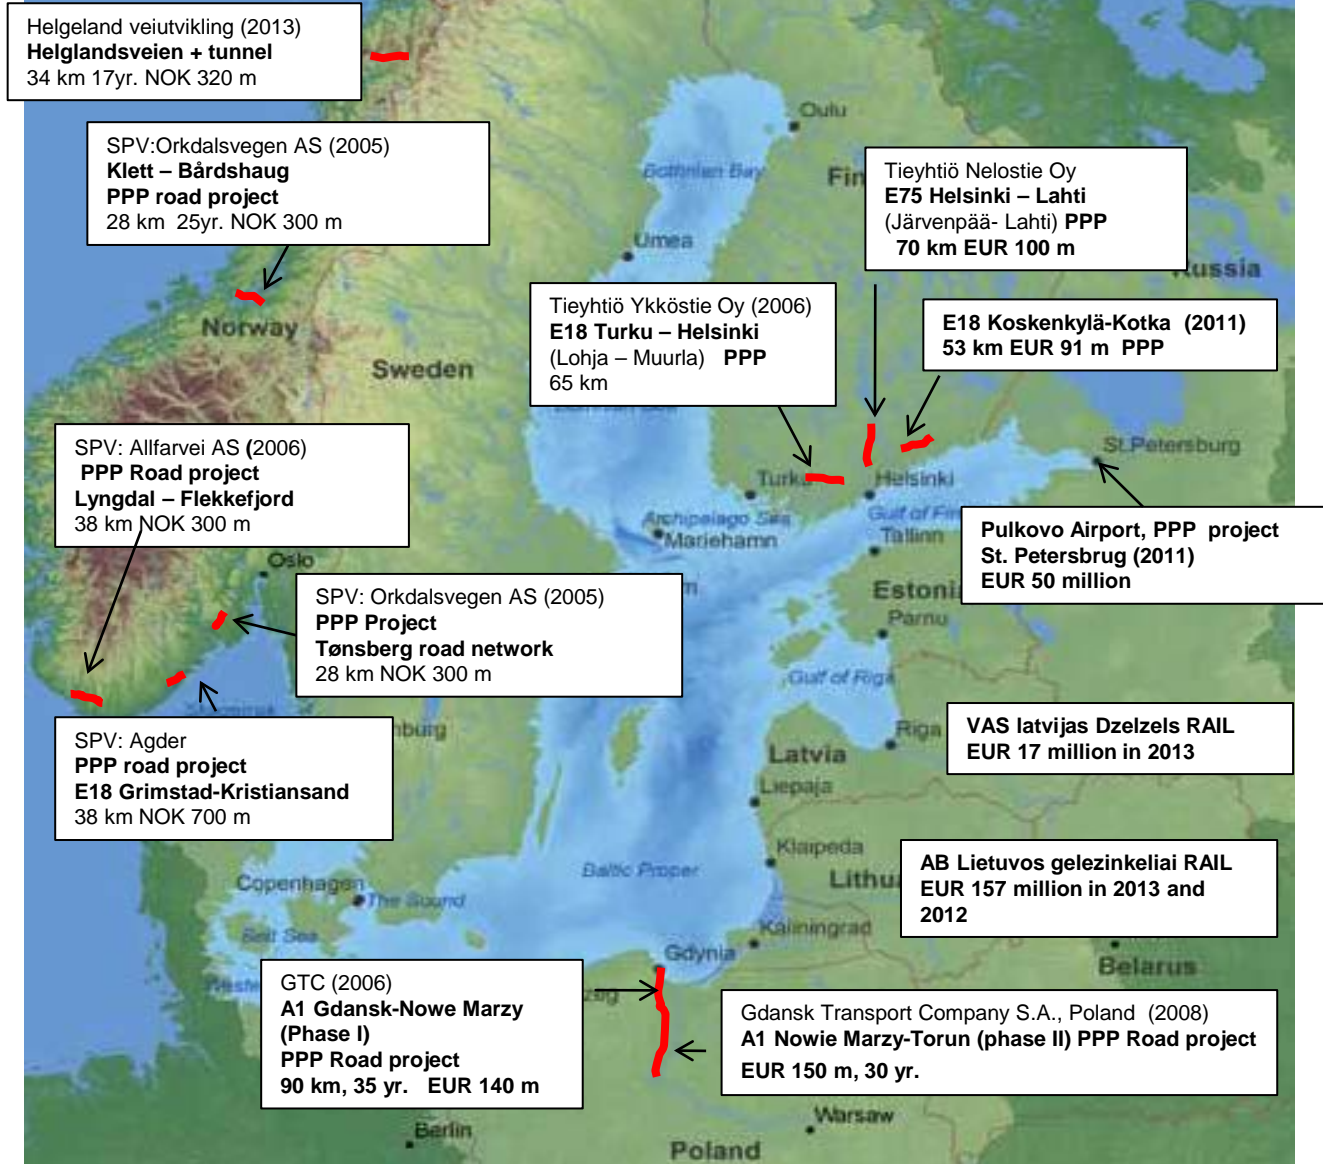 Helgeland veiutvikling (2013)
Helglandsveien + tunnel
34 km 17yr. NOK 320 m
SPV:Orkdalsvegen AS (2005)
Klett – Bårdshaug
PPP road project
28 km 25yr. NOK 300 m
Oulu
Bothnian Bay
Fin
Tieyhtiö Nelostie Oy
E75 Helsinki – Lahti
(Järvenpää- Lahti) PPP
70 km EUR 100 m
Umea
Russia
Norway
Sweden
Tieyhtiö Ykköstie Oy (2006)
E18 Turku – Helsinki
(Lohja – Muurla) PPP
65 km
E18 Koskenkylä-Kotka (2011)
53 km EUR 91 m PPP
SPV: Allfarvei AS (2006)
PPP Road project
Lyngdal – Flekkefjord
38 km NOK 300 m
St.Petersburg
Turku
Helsinki
Archipelago Sea
Gulf of Fin
Mariehamn
Tallinn
Pulkovo Airport, PPP project
St. Petersbrug (2011)
EUR 50 million
Oslo
SPV: Orkdalsvegen AS (2005)
PPP Project
Tønsberg road network
28 km NOK 300 m
Estonia
Parnu
Gulf of Riga
SPV: Agder
PPP road project
E18 Grimstad-Kristiansand
38 km NOK 700 m
burg
Riga
Latvia
Liepaja
VAS latvijas Dzelzels RAIL
EUR 17 million in 2013
Klaipeda
Baltic Proper
Lithu
AB Lietuvos gelezinkeliai RAIL
EUR 157 million in 2013 and
2012
Copenhagen
The Sound
Belt Sea
Kaliningrad
Gdynia
Belarus
Weste
zeg
GTC (2006)
A1 Gdansk-Nowe Marzy
(Phase I)
PPP Road project
90 km, 35 yr. EUR 140 m
Gdansk Transport Company S.A., Poland (2008)
A1 Nowie Marzy-Torun (phase II) PPP Road project
EUR 150 m, 30 yr.
Warsaw
Berlin
Poland